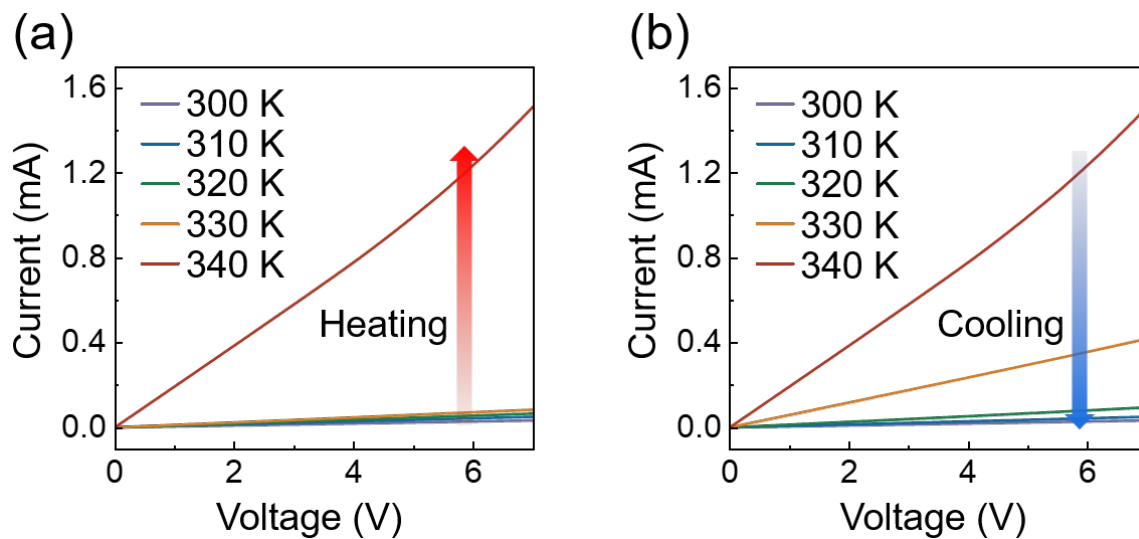 (a)
1.6
1.2
0.8
0.4
0.0
Current (mA)
300 K
310 K
320 K
330 K
340 K
Heating
0
2
4
6
Voltage (V)
(b)
1.6
1.2
0.8
0.4
0.0
Current (mA)
300 K
310 K
320 K
330 K
340 K
Cooling
0
2
4
6
Voltage (V)